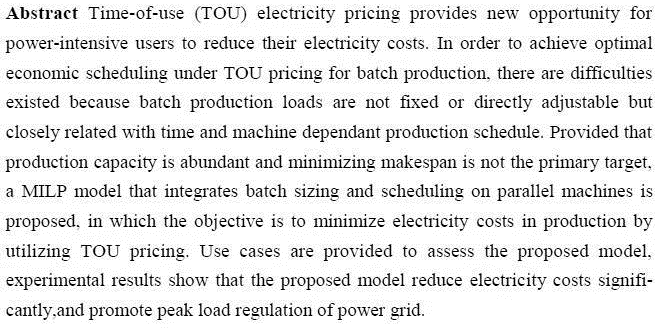 Abstract Time-of-use (TOU) electricity pricing provides new opportunity for
power-intensive users to reduce their electricity costs. In order to achieve optimal
economic scheduling under TOU pricing for batch production, there are difficulties
existed because batch production loads are not fixed or directly adjustable but
closely related with time and machine dependant production schedule. Provided that
production capacity is abundant and minimizing makespan is not the primary target,
a MILP model that integrates batch sizing and scheduling on parallel machines is
proposed, in which the objective is to minimize electricity costs in production by
utilizing TOU pricing. Use cases are provided to assess the proposed model,
experimental results show that the proposed model reduce electricity costs signifi-
cantly,and promote peak load regulation of power grid.